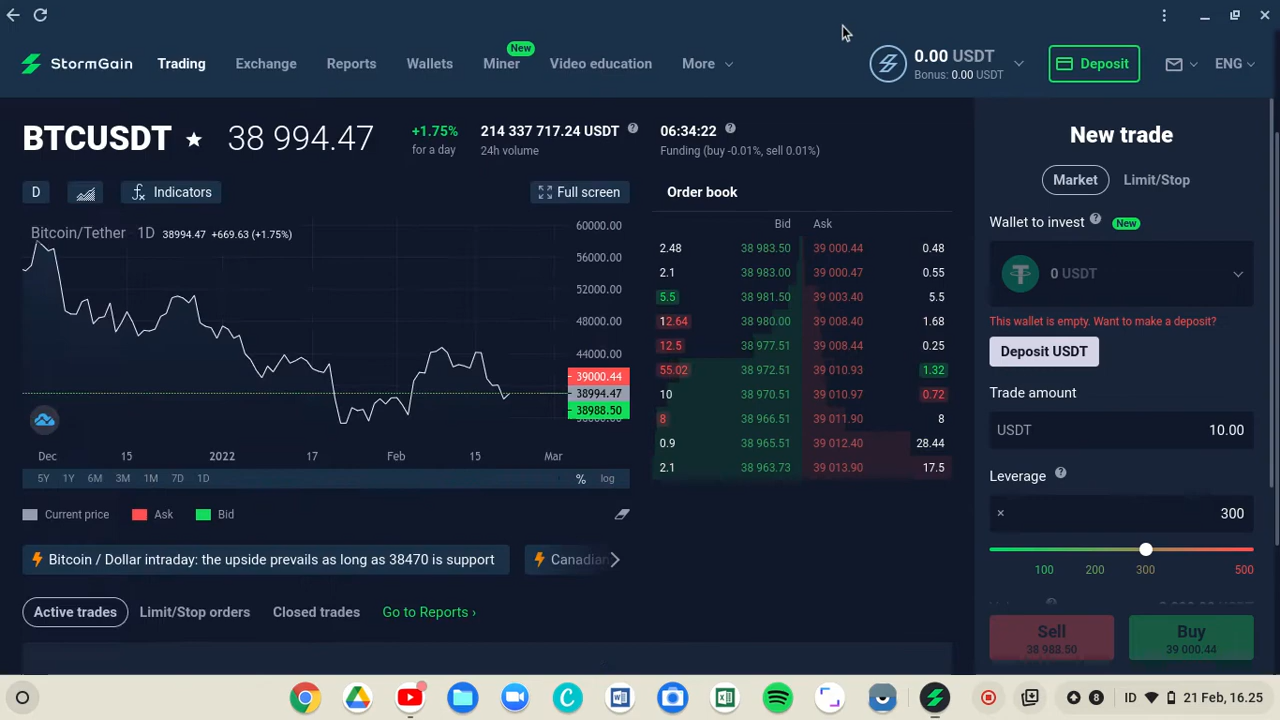 StormGain
Trading
Exchange
Reports
Wallets
Miner
New
Video education
More
0.00 USDT
Bonus: 0.00 USDT
Deposit
ENG
BTCUSDT ★ 38 994.47
+1.75%
for a day
214 337 717.24 USDT
24h volume
06:34:22
Funding (buy -0.01%, sell 0.01%)
D
Indicators
Full screen
Bitcoin/Tether 1D 38994.47 +669.63 (+1.75%)
60000.00
56000.00
52000.00
48000.00
44000.00
39000.44
38994.47
38988.50
Dec 15 2022 17 Feb 15 Mar
5Y 1Y 6M 3M 1M 7D 1D % log
Current price Ask Bid
Order book
Bid Ask
2.48 38 983.50 39 000.44 0.48
2.1 38 983.00 39 000.47 0.55
5.5 38 981.50 39 003.40 5.5
12.64 38 980.00 39 008.40 1.68
12.5 38 977.51 39 008.44 0.25
55.02 38 972.51 39 010.93 1.32
10 38 970.51 39 010.97 0.72
8 38 966.51 39 011.90 8
0.9 38 965.51 39 012.40 28.44
2.1 38 963.73 39 013.90 17.5
Bitcoin / Dollar intraday: the upside prevails as long as 38470 is support
Canadian
Active trades
Limit/Stop orders
Closed trades
Go to Reports ›
New trade
Market
Limit/Stop
Wallet to invest
New
0 USDT
This wallet is empty. Want to make a deposit?
Deposit USDT
Trade amount
USDT 10.00
Leverage
× 300
100 200 300 500
Sell
38 988.50
Buy
39 000.44
8 ID 21 Feb, 16.25